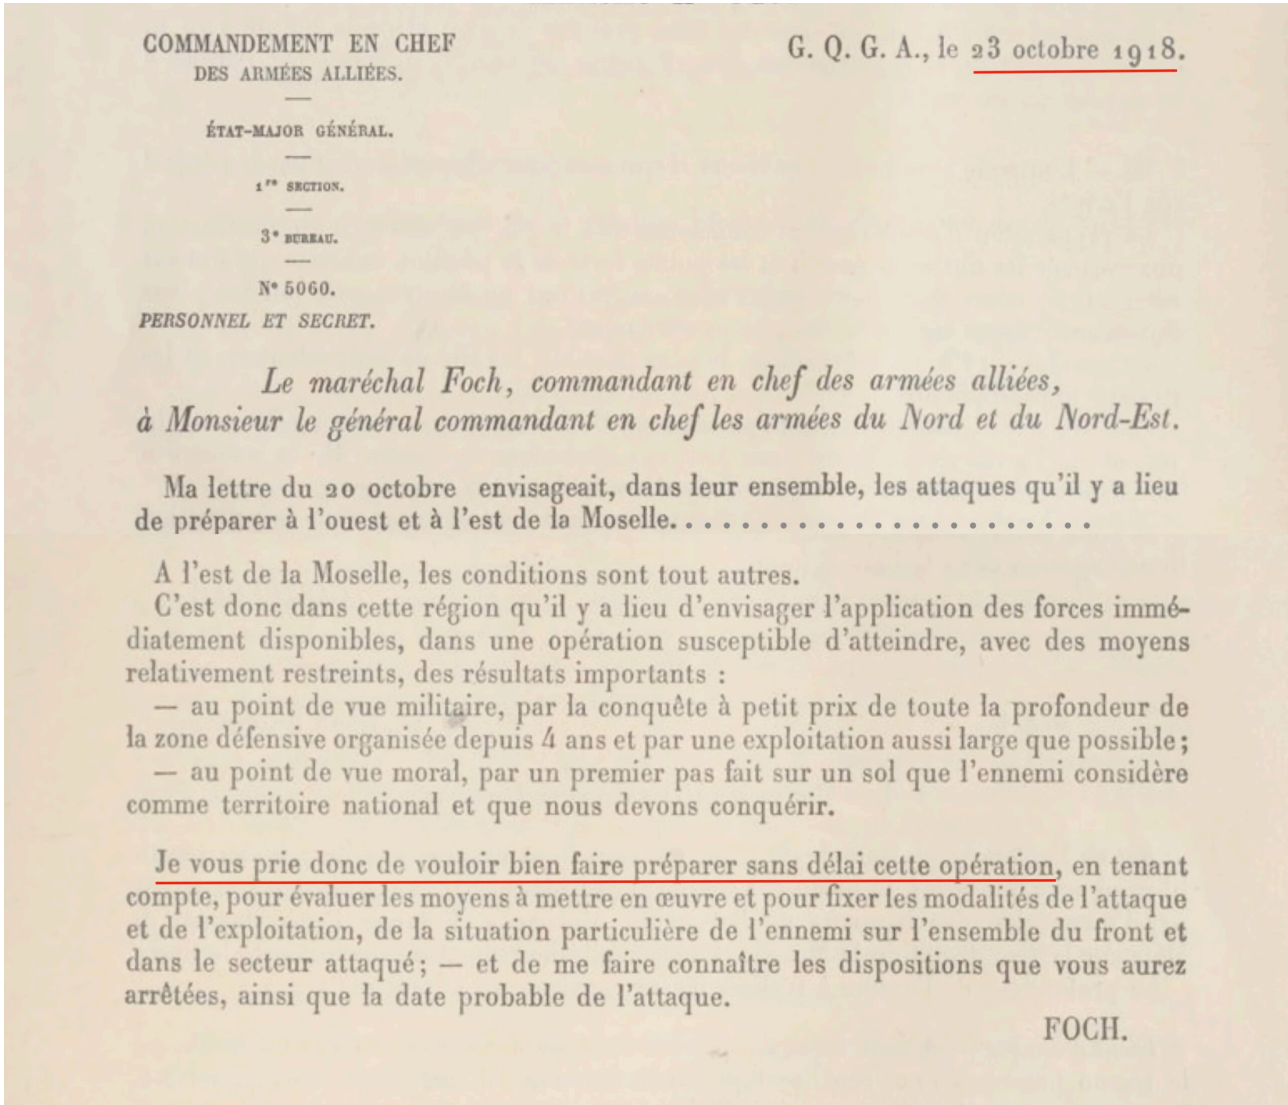 COMMANDEMENT EN CHEF
DES ARMÉES ALLIÉES.
ÉTAT-MAJOR GÉNÉRAL.
1re SECTION.
3e BUREAU.
N° 5060.
PERSONNEL ET SECRET.
G. Q. G. A., le 23 octobre 1918.
Le maréchal Foch, commandant en chef des armées alliées,
à Monsieur le général commandant en chef les armées du Nord et du Nord-Est.
Ma lettre du 20 octobre envisageait, dans leur ensemble, les attaques qu'il y a lieu
de préparer à l'ouest et à l'est de la Moselle. . . . . . . . . . . . . . . . . . . . . .
A l'est de la Moselle, les conditions sont tout autres.
C'est donc dans cette région qu'il y a lieu d'envisager l'application des forces immé-
diatement disponibles, dans une opération susceptible d'atteindre, avec des moyens
relativement restreints, des résultats importants :
— au point de vue militaire, par la conquête à petit prix de toute la profondeur de
la zone défensive organisée depuis 4 ans et par une exploitation aussi large que possible ;
— au point de vue moral, par un premier pas fait sur un sol que l'ennemi considère
comme territoire national et que nous devons conquérir.
Je vous prie donc de vouloir bien faire préparer sans délai cette opération, en tenant
compte, pour évaluer les moyens à mettre en œuvre et pour fixer les modalités de l'attaque
et de l'exploitation, de la situation particulière de l'ennemi sur l'ensemble du front et
dans le secteur attaqué ; — et de me faire connaître les dispositions que vous aurez
arrêtées, ainsi que la date probable de l'attaque.
FOCH.